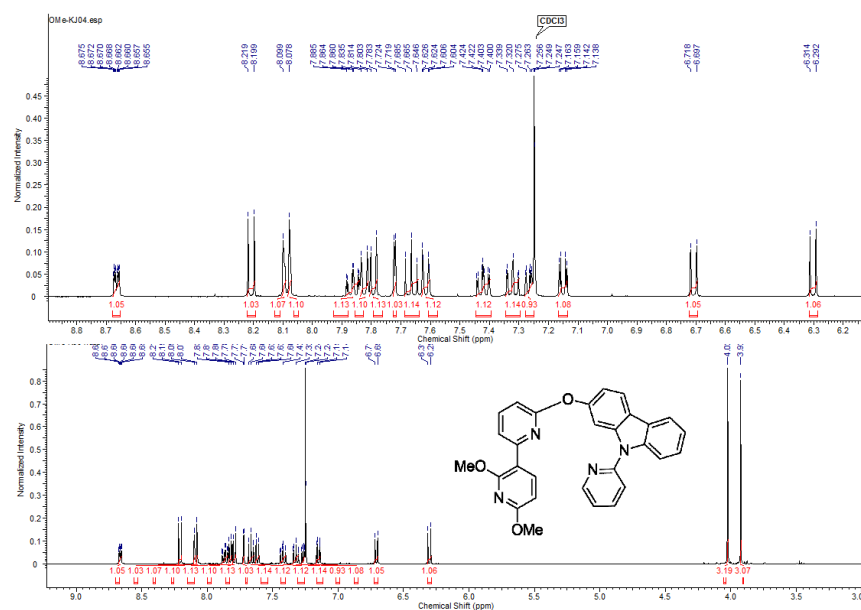 OMe-KJ04.esp
CDCl3
8.675 8.672 8.670 8.668 8.662 8.660 8.657 8.655 8.219 8.199 8.099 8.078 7.885 7.864 7.860 7.835 7.814 7.803 7.783 7.724 7.719 7.685 7.665 7.646 7.628 7.624 7.606 7.604 7.424 7.422 7.403 7.400 7.339 7.320 7.275 7.263 7.256 7.249 7.247 7.163 7.159 7.142 7.138 6.718 6.697 6.314 6.292
Normalized Intensity
0.45
0.40
0.35
0.30
0.25
0.20
0.15
0.10
0.05
0
1.05 1.03 1.07 1.10 1.13 1.10 1.13 1.03 1.14 1.12 1.12 1.14 0.93 1.08 1.05 1.06
8.8 8.7 8.6 8.5 8.4 8.3 8.2 8.1 8.0 7.9 7.8 7.7 7.6 7.5 7.4 7.3 7.2 7.1 7.0 6.9 6.8 6.7 6.6 6.5 6.4 6.3 6.2
Chemical Shift (ppm)
Normalized Intensity
0.8
0.7
0.6
0.5
0.4
0.3
0.2
0.1
0
O
N
N
MeO
N
N
OMe
1.05 1.03 1.07 1.10 1.13 1.10 1.13 1.03 1.14 1.12 1.12 1.14 0.93 1.08 1.05 1.06 3.19 3.07
9.0 8.5 8.0 7.5 7.0 6.5 6.0 5.5 5.0 4.5 4.0 3.5
Chemical Shift (ppm)